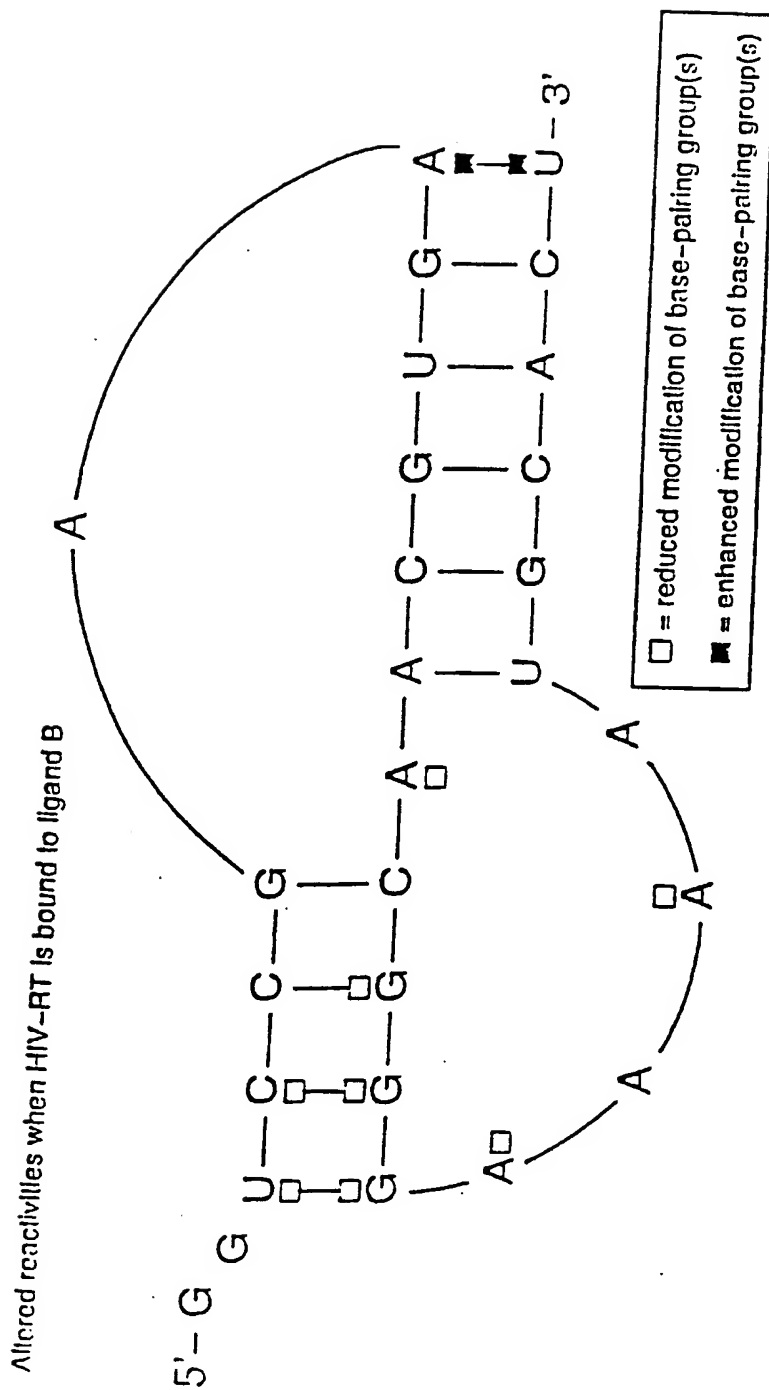 Altered reactivities when HIV-RT is bound to ligand B
A
5'-G G U C C G
G G G C A A C G U G A
A A A A U G C A C U-3'
□ = reduced modification of base-pairing group(s)
■ = enhanced modification of base-pairing group(s)